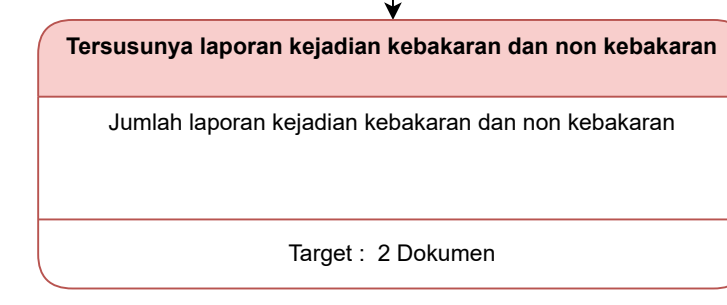 Tersusunya laporan kejadian kebakaran dan non kebakaran
Jumlah laporan kejadian kebakaran dan non kebakaran
Target :  2 Dokumen